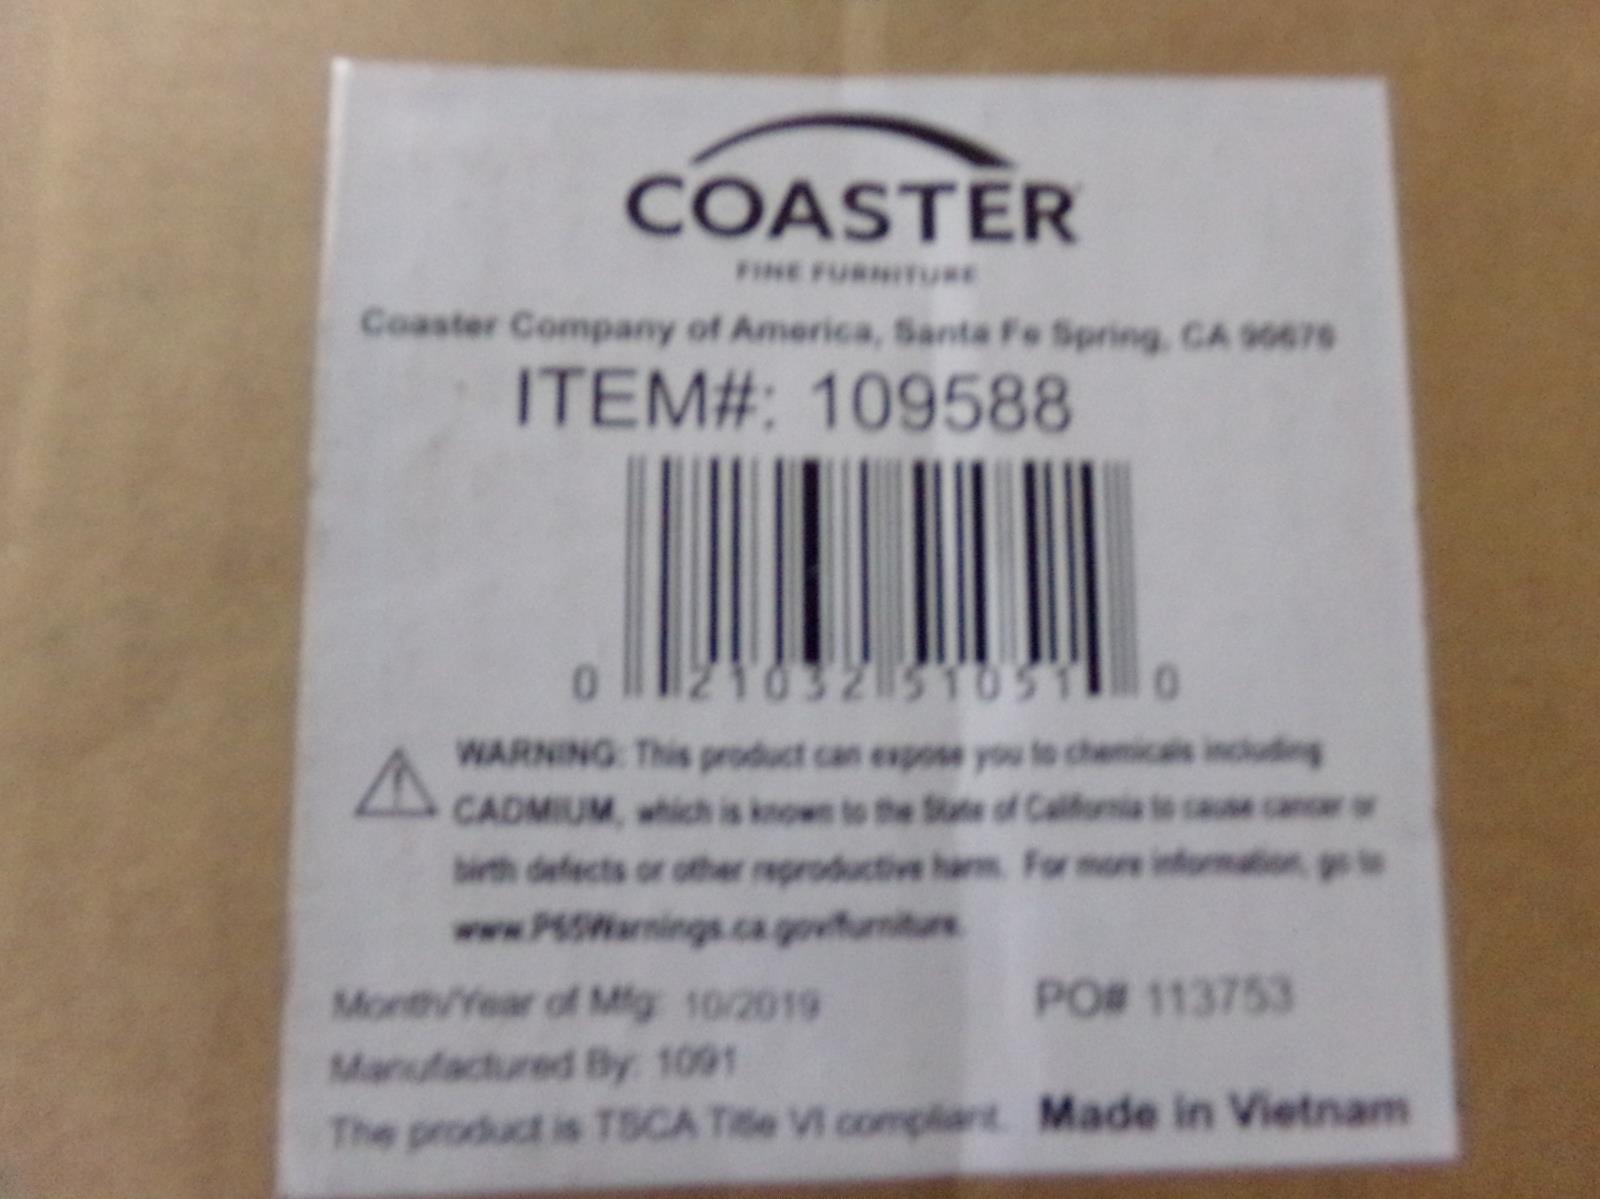 COASTER
FINE FURNITURE
Coaster Company of America, Santa Fe Spring, CA 90670
ITEM#: 109588
0 21032 51051 0
WARNING: This product can expose you to chemicals including
CADMIUM, which is known to the State of California to cause cancer or
birth defects or other reproductive harm. For more information, go to
www.P65Warnings.ca.gov/furniture.
Month/Year of Mfg: 10/2019 PO# 113753
Manufactured By: 1091
The product is TSCA Title VI compliant. Made in Vietnam